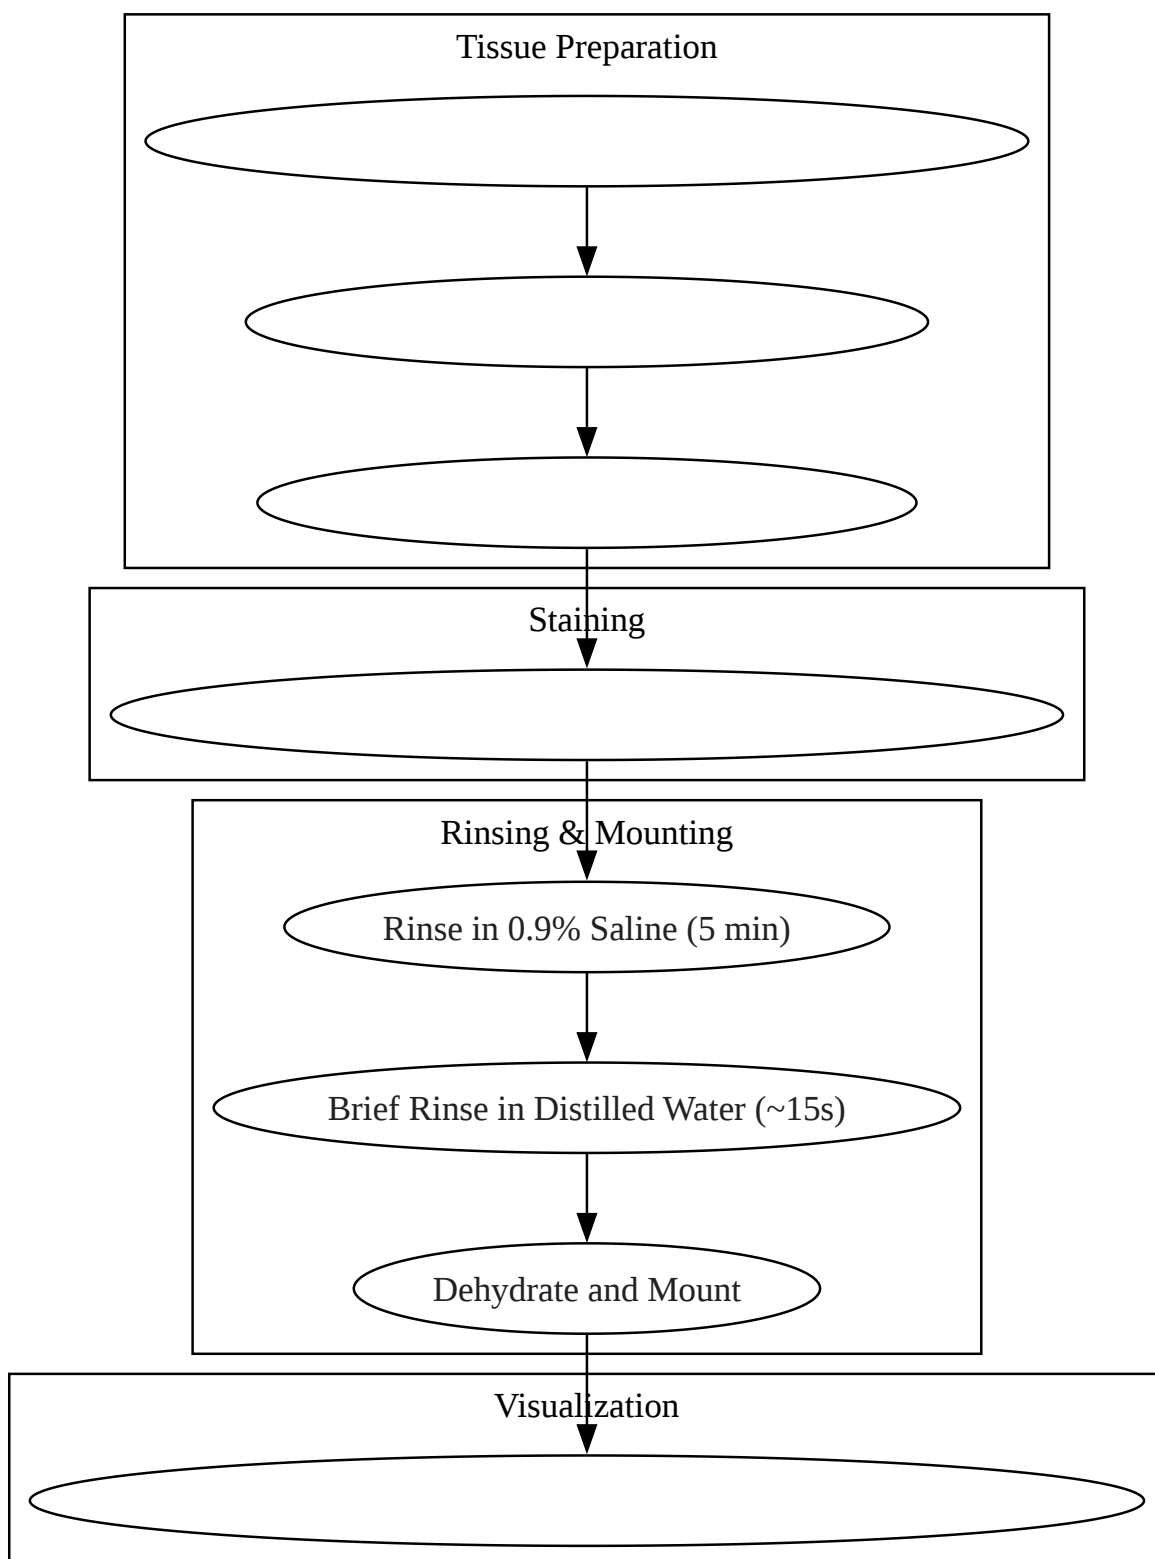 Tissue Preparation
Staining
Rinsing & Mounting
Rinse in 0.9% Saline (5 min)
Brief Rinse in Distilled Water (~15s)
Dehydrate and Mount
Visualization